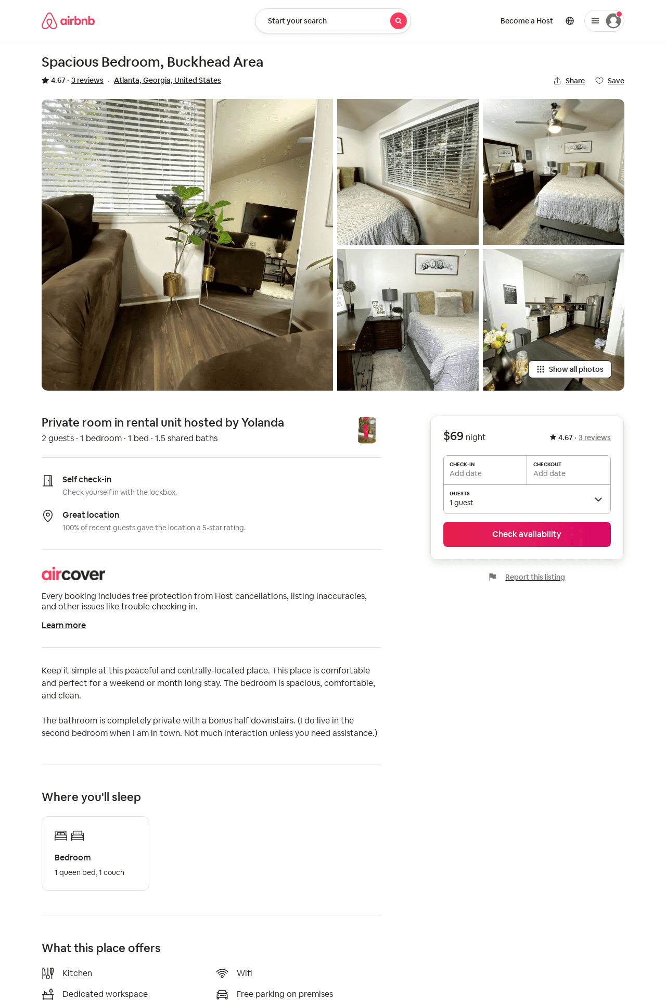 airbnb
Start your search
Become a Host
Spacious Bedroom, Buckhead Area
4.67 · 3 reviews · Atlanta, Georgia, United States
Share
Save
IT'S COOL TO BE KIND
Show all photos
Private room in rental unit hosted by Yolanda
2 guests · 1 bedroom · 1 bed · 1.5 shared baths
$69 night
4.67 · 3 reviews
CHECK-IN
Add date
CHECKOUT
Add date
GUESTS
1 guest
Check availability
Report this listing
Self check-in
Check yourself in with the lockbox.
Great location
100% of recent guests gave the location a 5-star rating.
aircover
Every booking includes free protection from Host cancellations, listing inaccuracies,
and other issues like trouble checking in.
Learn more
Keep it simple at this peaceful and centrally-located place. This place is comfortable
and perfect for a weekend or month long stay. The bedroom is spacious, comfortable,
and clean.
The bathroom is completely private with a bonus half downstairs. (I do live in the
second bedroom when I am in town. Not much interaction unless you need assistance.)
Where you'll sleep
Bedroom
1 queen bed, 1 couch
What this place offers
Kitchen
Wifi
Dedicated workspace
Free parking on premises